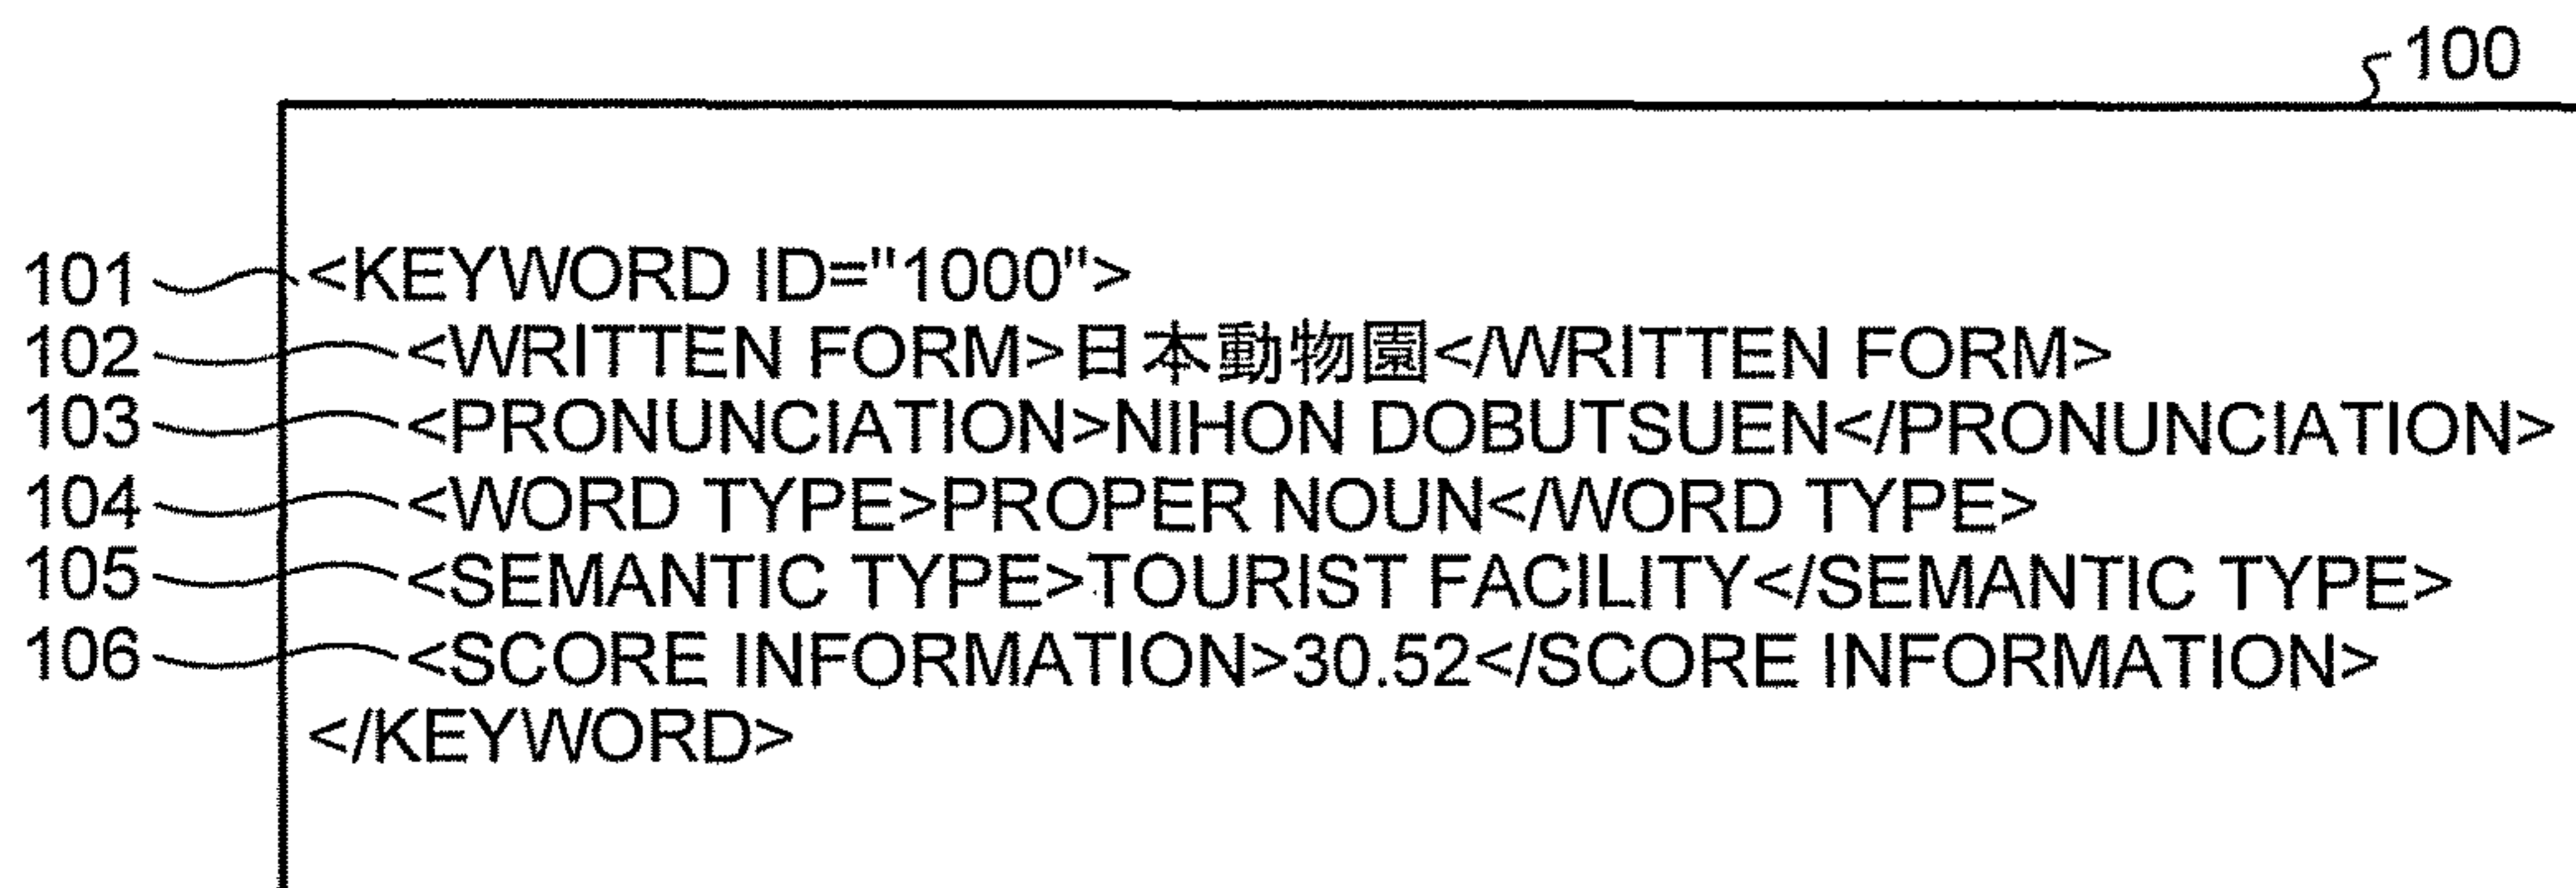 100
101 <KEYWORD ID="1000">
102 <WRITTEN FORM>日本動物園</WRITTEN FORM>
103 <PRONUNCIATION>NIHON DOBUTSUEN</PRONUNCIATION>
104 <WORD TYPE>PROPER NOUN</WORD TYPE>
105 <SEMANTIC TYPE>TOURIST FACILITY</SEMANTIC TYPE>
106 <SCORE INFORMATION>30.52</SCORE INFORMATION>
</KEYWORD>